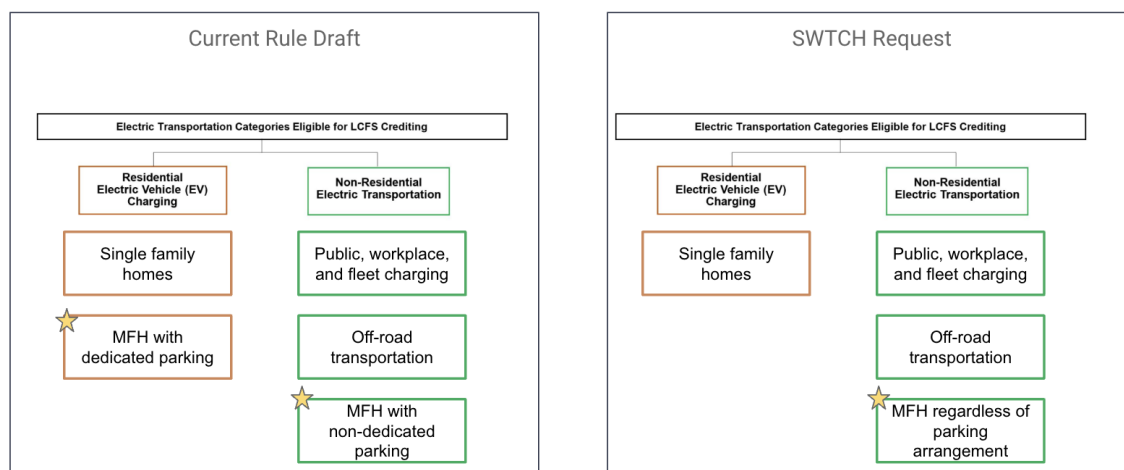 Current Rule Draft
Electric Transportation Categories Eligible for LCFS Crediting
Residential
Electric Vehicle (EV)
Charging
Non-Residential
Electric Transportation
Single family
homes
Public, workplace,
and fleet charging
MFH with
dedicated parking
Off-road
transportation
MFH with
non-dedicated
parking
SWTCH Request
Electric Transportation Categories Eligible for LCFS Crediting
Residential
Electric Vehicle (EV)
Charging
Non-Residential
Electric Transportation
Single family
homes
Public, workplace,
and fleet charging
Off-road
transportation
MFH regardless of
parking
arrangement